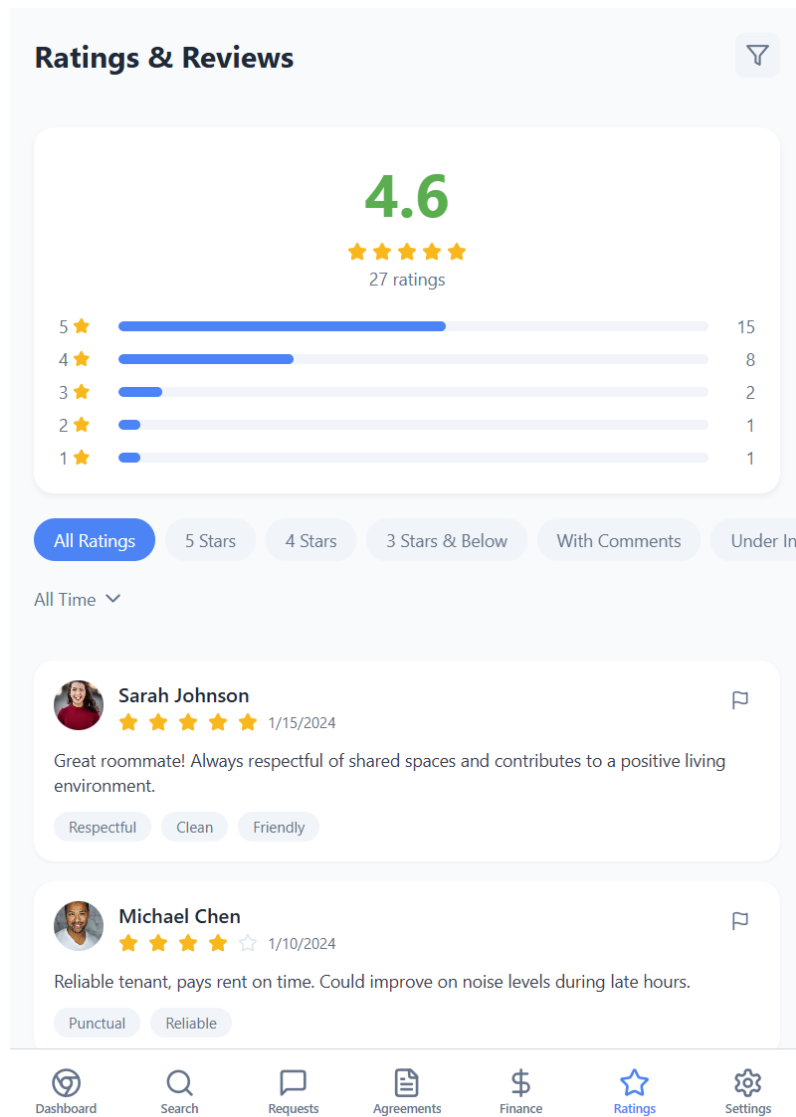 Ratings & Reviews
4.6
27 ratings
5 15
4 8
3 2
2 1
1 1
All Ratings 5 Stars 4 Stars 3 Stars & Below With Comments Under In
All Time
Sarah Johnson
1/15/2024
Great roommate! Always respectful of shared spaces and contributes to a positive living
environment.
Respectful Clean Friendly
Michael Chen
1/10/2024
Reliable tenant, pays rent on time. Could improve on noise levels during late hours.
Punctual Reliable
Dashboard Search Requests Agreements Finance Ratings Settings